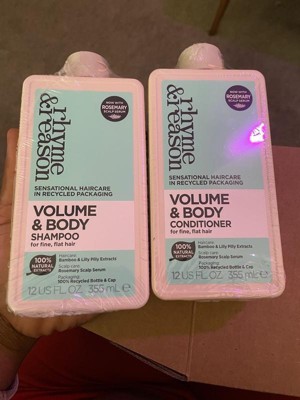 NOW WITH
ROSEMARY
SCALP SERUM
rhyme
&reason
SENSATIONAL HAIRCARE
IN RECYCLED PACKAGING
VOLUME
& BODY
SHAMPOO
for fine, flat hair
100%
NATURAL
EXTRACTS
Haircare:
Bamboo & Lilly Pilly Extracts
Scalp care:
Rosemary Scalp Serum
Packaging:
100% Recycled Bottle & Cap
12 US FL. OZ. 355 mL ℮
NOW WITH
ROSEMARY
SCALP SERUM
rhyme
&reason
SENSATIONAL HAIRCARE
IN RECYCLED PACKAGING
VOLUME
& BODY
CONDITIONER
for fine, flat hair
100%
NATURAL
EXTRACTS
Haircare:
Bamboo & Lilly Pilly Extracts
Scalp care:
Rosemary Scalp Serum
Packaging:
100% Recycled Bottle & Cap
12 US FL. OZ. 355 mL ℮